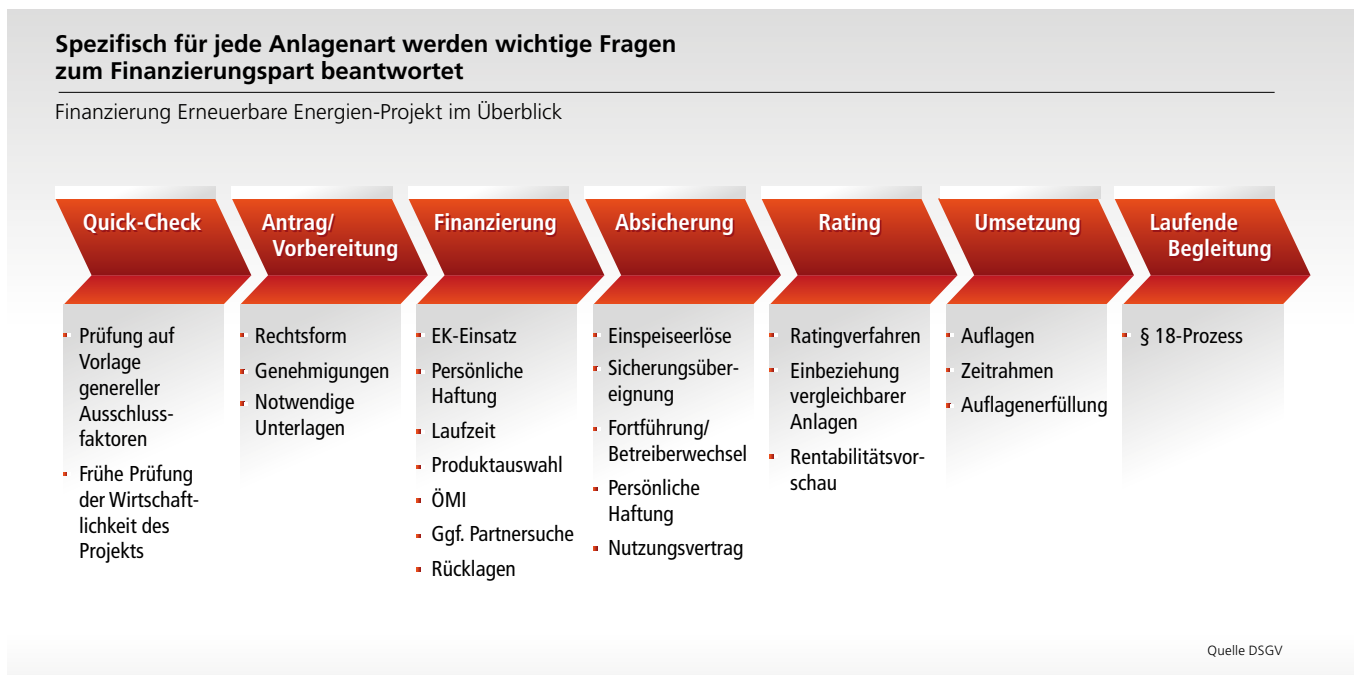 Spezifisch für jede Anlagenart werden wichtige Fragen
zum Finanzierungspart beantwortet
Finanzierung Erneuerbare Energien-Projekt im Überblick
Quick-Check
Prüfung auf
Vorlage
genereller
Ausschluss-
faktoren
Frühe Prüfung
der Wirtschaft-
lichkeit des
Projekts
Antrag/
Vorbereitung
Rechtsform
Genehmigungen
Notwendige
Unterlagen
Finanzierung
EK-Einsatz
Persönliche
Haftung
Laufzeit
Produktauswahl
ÖMI
Ggf. Partnersuche
Rücklagen
Absicherung
Einspeiseerlöse
Sicherungsüber-
eignung
Fortführung/
Betreiberwechsel
Persönliche
Haftung
Nutzungsvertrag
Rating
Ratingverfahren
Einbeziehung
vergleichbarer
Anlagen
Rentabilitätsvor-
schau
Umsetzung
Auflagen
Zeitrahmen
Auflagenerfüllung
Laufende
Begleitung
§ 18-Prozess
Quelle DSGV